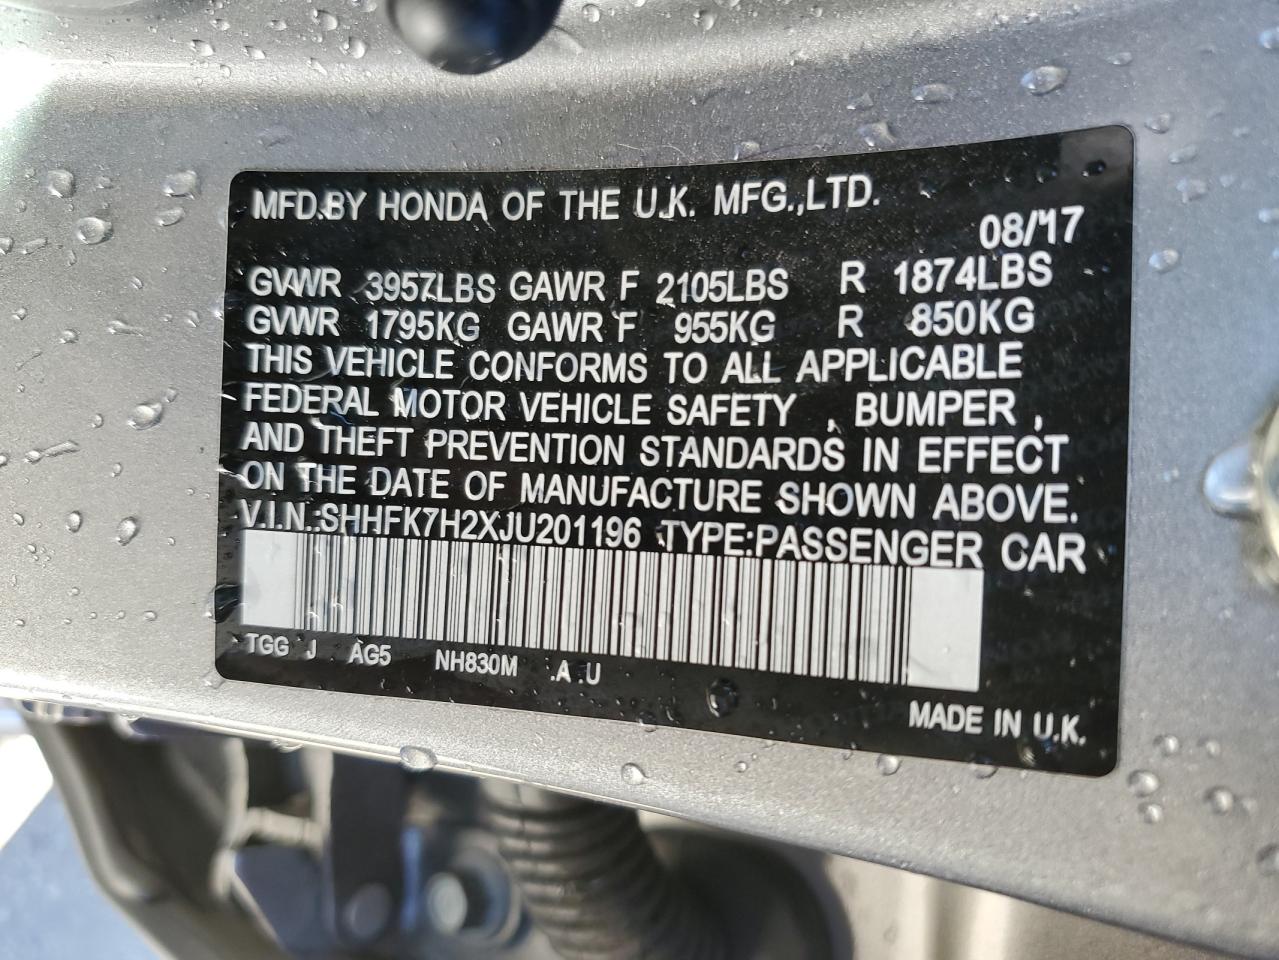 MFD.BY HONDA OF THE U.K. MFG.,LTD.
08/'17
GVWR 3957LBS GAWR F 2105LBS R 1874LBS
GVWR 1795KG GAWR F 955KG R 850KG
THIS VEHICLE CONFORMS TO ALL APPLICABLE
FEDERAL MOTOR VEHICLE SAFETY , BUMPER ,
AND THEFT PREVENTION STANDARDS IN EFFECT
ON THE DATE OF MANUFACTURE SHOWN ABOVE.
V.I.N.:SHHFK7H2XJU201196 TYPE:PASSENGER CAR
TGG J AG5 NH830M .A .U
MADE IN U.K.